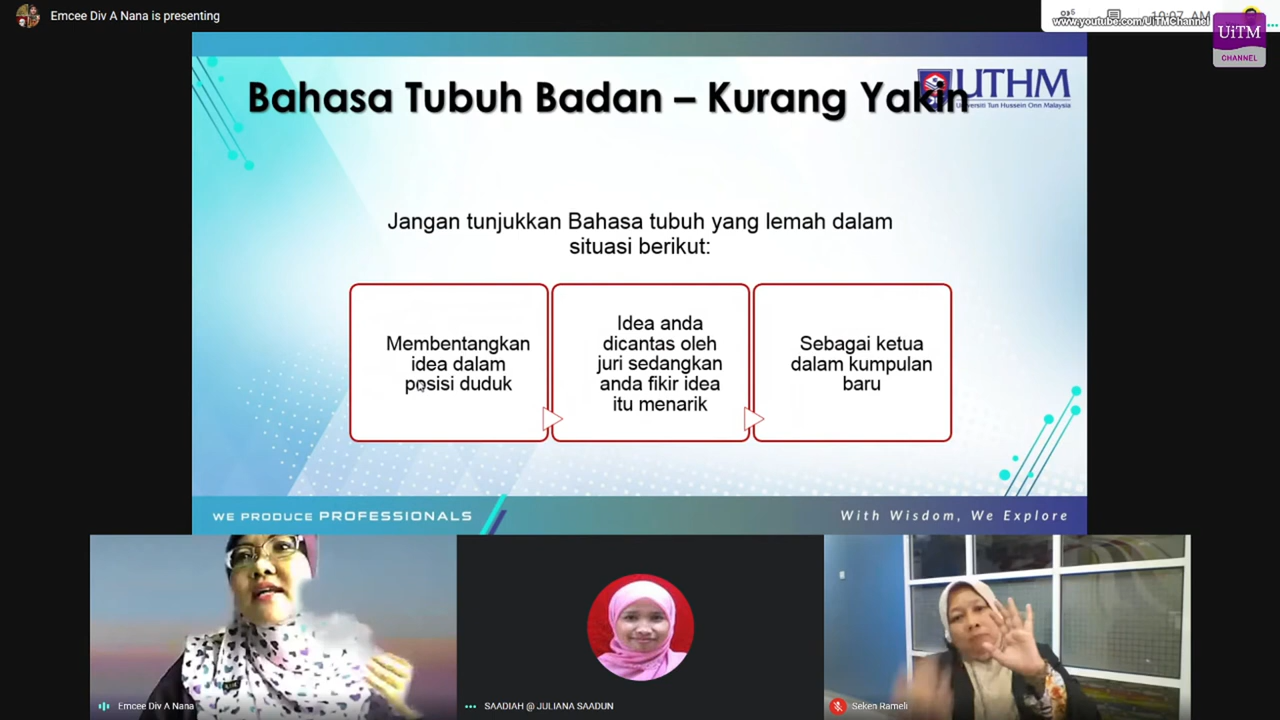 Emcee Div A Nana is presenting
www.youtube.com/UiTMChannel
UiTM
CHANNEL
UTHM
Universiti Tun Hussein Onn Malaysia
Bahasa Tubuh Badan – Kurang Yakin
Jangan tunjukkan Bahasa tubuh yang lemah dalam
situasi berikut:
Membentangkan
idea dalam
posisi duduk
Idea anda
dicantas oleh
juri sedangkan
anda fikir idea
itu menarik
Sebagai ketua
dalam kumpulan
baru
WE PRODUCE PROFESSIONALS
With Wisdom, We Explore
Emcee Div A Nana
SAADIAH @ JULIANA SAADUN
Seken Rameli